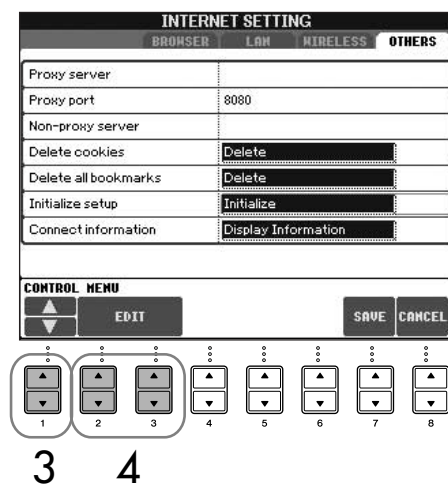 INTERNET SETTING
BROWSER LAN WIRELESS OTHERS
Proxy server
Proxy port 8080
Non-proxy server
Delete cookies Delete
Delete all bookmarks Delete
Initialize setup Initialize
Connect information Display Information
CONTROL MENU
EDIT SAVE CANCEL
1 2 3 4 5 6 7 8
3 4